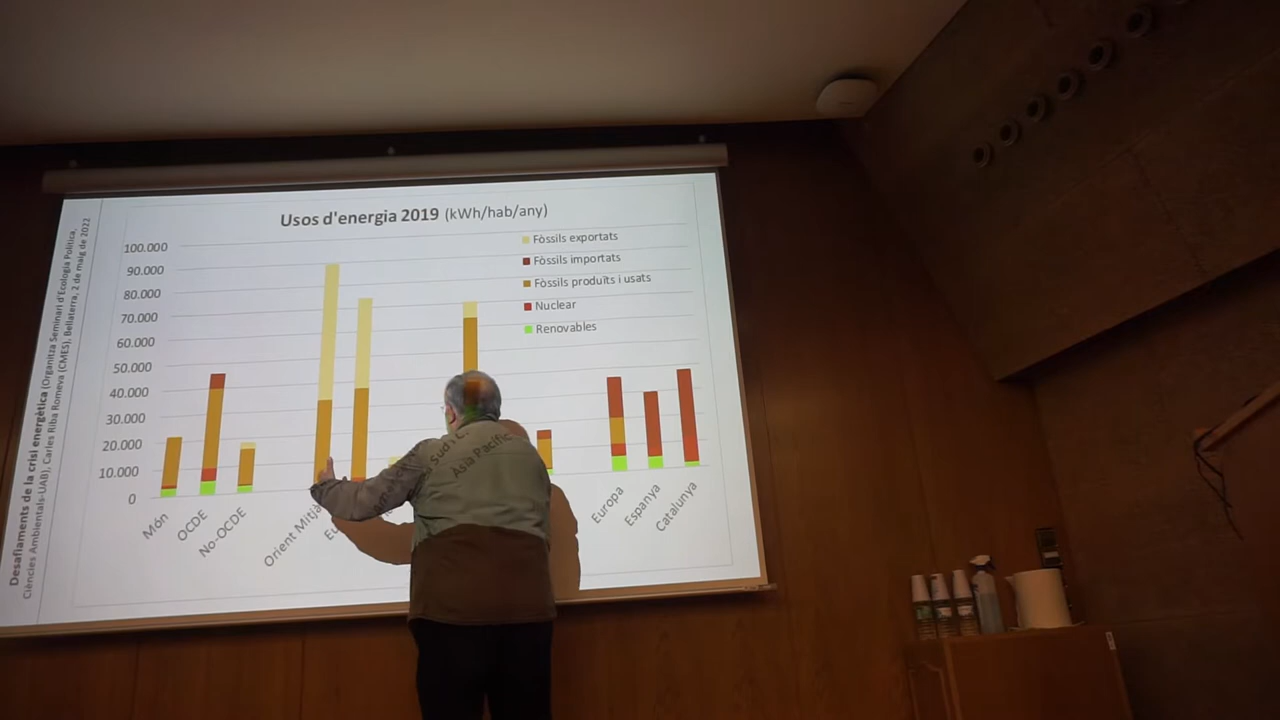 Usos d'energia 2019 (kWh/hab/any)
100.000
90.000
80.000
70.000
60.000
50.000
40.000
30.000
20.000
10.000
0
Fòssils exportats
Fòssils importats
Fòssils produïts i usats
Nuclear
Renovables
Món
OCDE
No-OCDE
Orient Mitjà
Eu
Sud i C.
Asia Pacífic
Europa
Espanya
Catalunya
Desafiaments de la crisi energètica (Organitza Seminari d'Ecologia Política,
Ciències Ambientals-UAB), Carles Riba Romeva (CMES), Bellaterra, 2 de maig de 2022